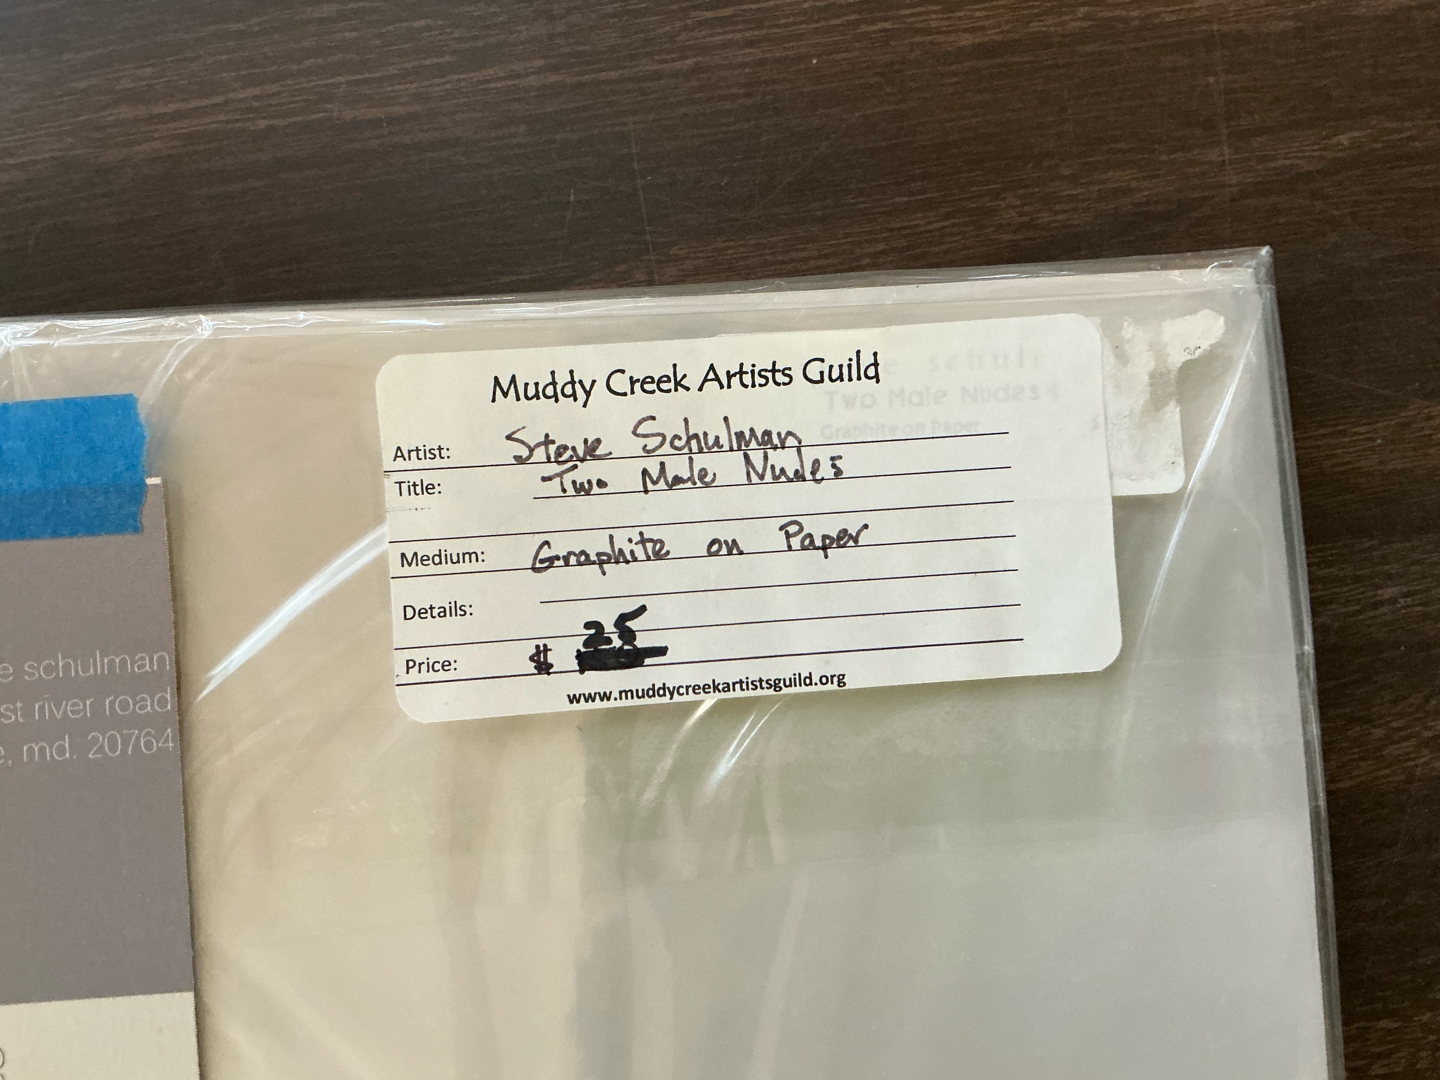 Muddy Creek Artists Guild
Artist: Steve Schulman
Title: Two Male Nudes
Medium: Graphite on Paper
Details:
Price: $ 25
www.muddycreekartistsguild.org
schul
Two Male Nudes
Graphite on Paper
e schulman
st river road
e, md. 20764